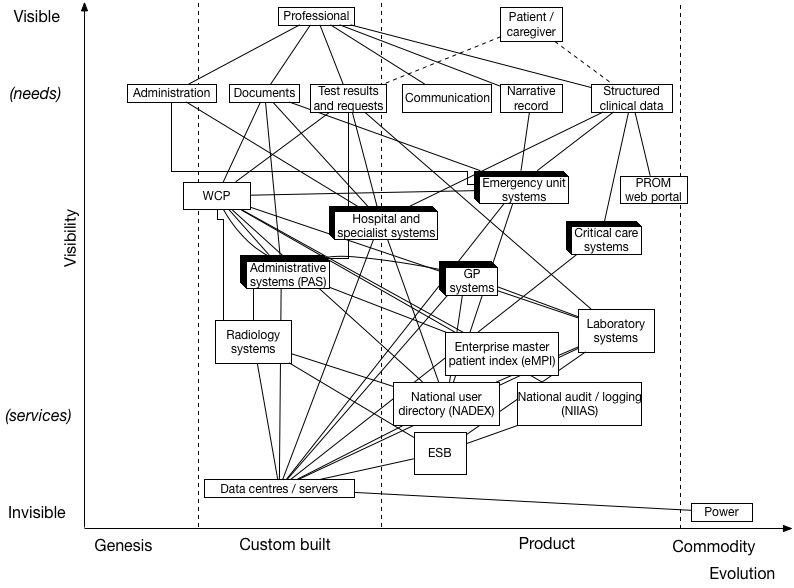 Visible
Professional
Patient /
caregiver
(needs)
Administration
Documents
Test results
and requests
Communication
Narrative
record
Structured
clinical data
WCP
Emergency unit
systems
PROM
web portal
Visibility
Hospital and
specialist systems
Critical care
systems
Administrative
systems (PAS)
GP
systems
Radiology
systems
Enterprise master
patient index (eMPI)
Laboratory
systems
(services)
National user
directory (NADEX)
National audit / logging
(NIIAS)
ESB
Data centres / servers
Invisible
Power
Genesis
Custom built
Product
Commodity
Evolution